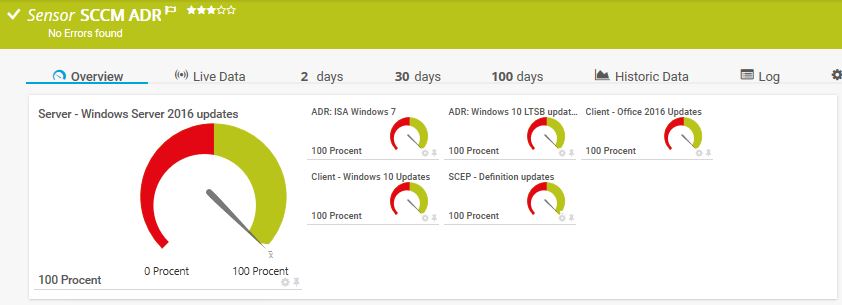 Sensor SCCM ADR
No Errors found
Overview
Live Data
2 days
30 days
100 days
Historic Data
Log
Server - Windows Server 2016 updates
0 Procent
100 Procent
100 Procent
ADR: ISA Windows 7
100 Procent
ADR: Windows 10 LTSB updat...
100 Procent
Client - Office 2016 Updates
100 Procent
Client - Windows 10 Updates
100 Procent
SCEP - Definition updates
100 Procent